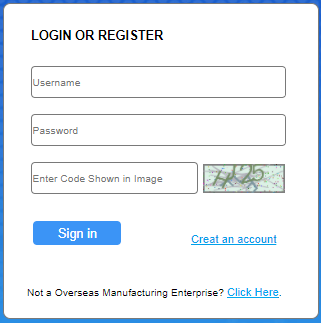 LOGIN OR REGISTER
Username
Password
Enter Code Shown in Image
Sign in
Creat an account
Not a Overseas Manufacturing Enterprise? Click Here.